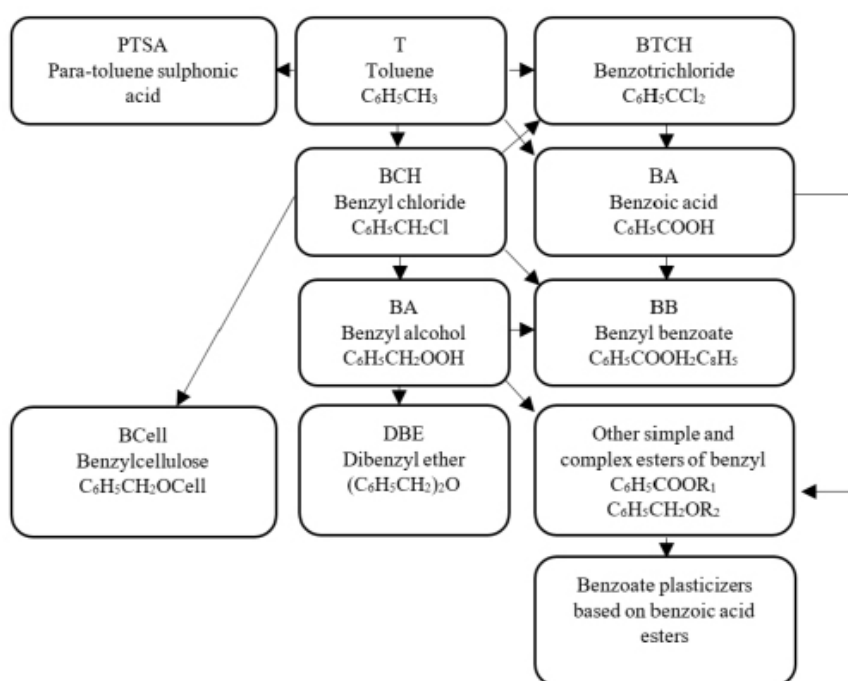 PTSA
Para-toluene sulphonic
acid
T
Toluene
C₆H₅CH₃
BTCH
Benzotrichloride
C₆H₅CCl₂
BCH
Benzyl chloride
C₆H₅CH₂Cl
BA
Benzoic acid
C₆H₅COOH
BA
Benzyl alcohol
C₆H₅CH₂OOH
BB
Benzyl benzoate
C₆H₅COOH₂C₈H₅
BCell
Benzylcellulose
C₆H₅CH₂OCell
DBE
Dibenzyl ether
(C₆H₅CH₂)₂O
Other simple and
complex esters of benzyl
C₆H₅COOR₁
C₆H₅CH₂OR₂
Benzoate plasticizers
based on benzoic acid
esters